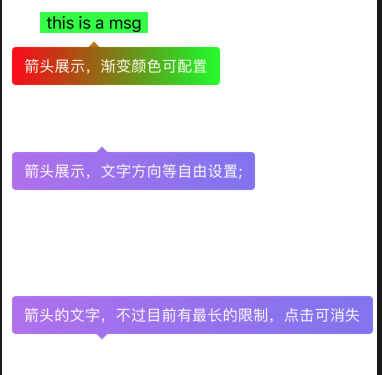 this is a msg
箭头展示，渐变颜色可配置
箭头展示，文字方向等自由设置;
箭头的文字，不过目前有最长的限制，点击可消失